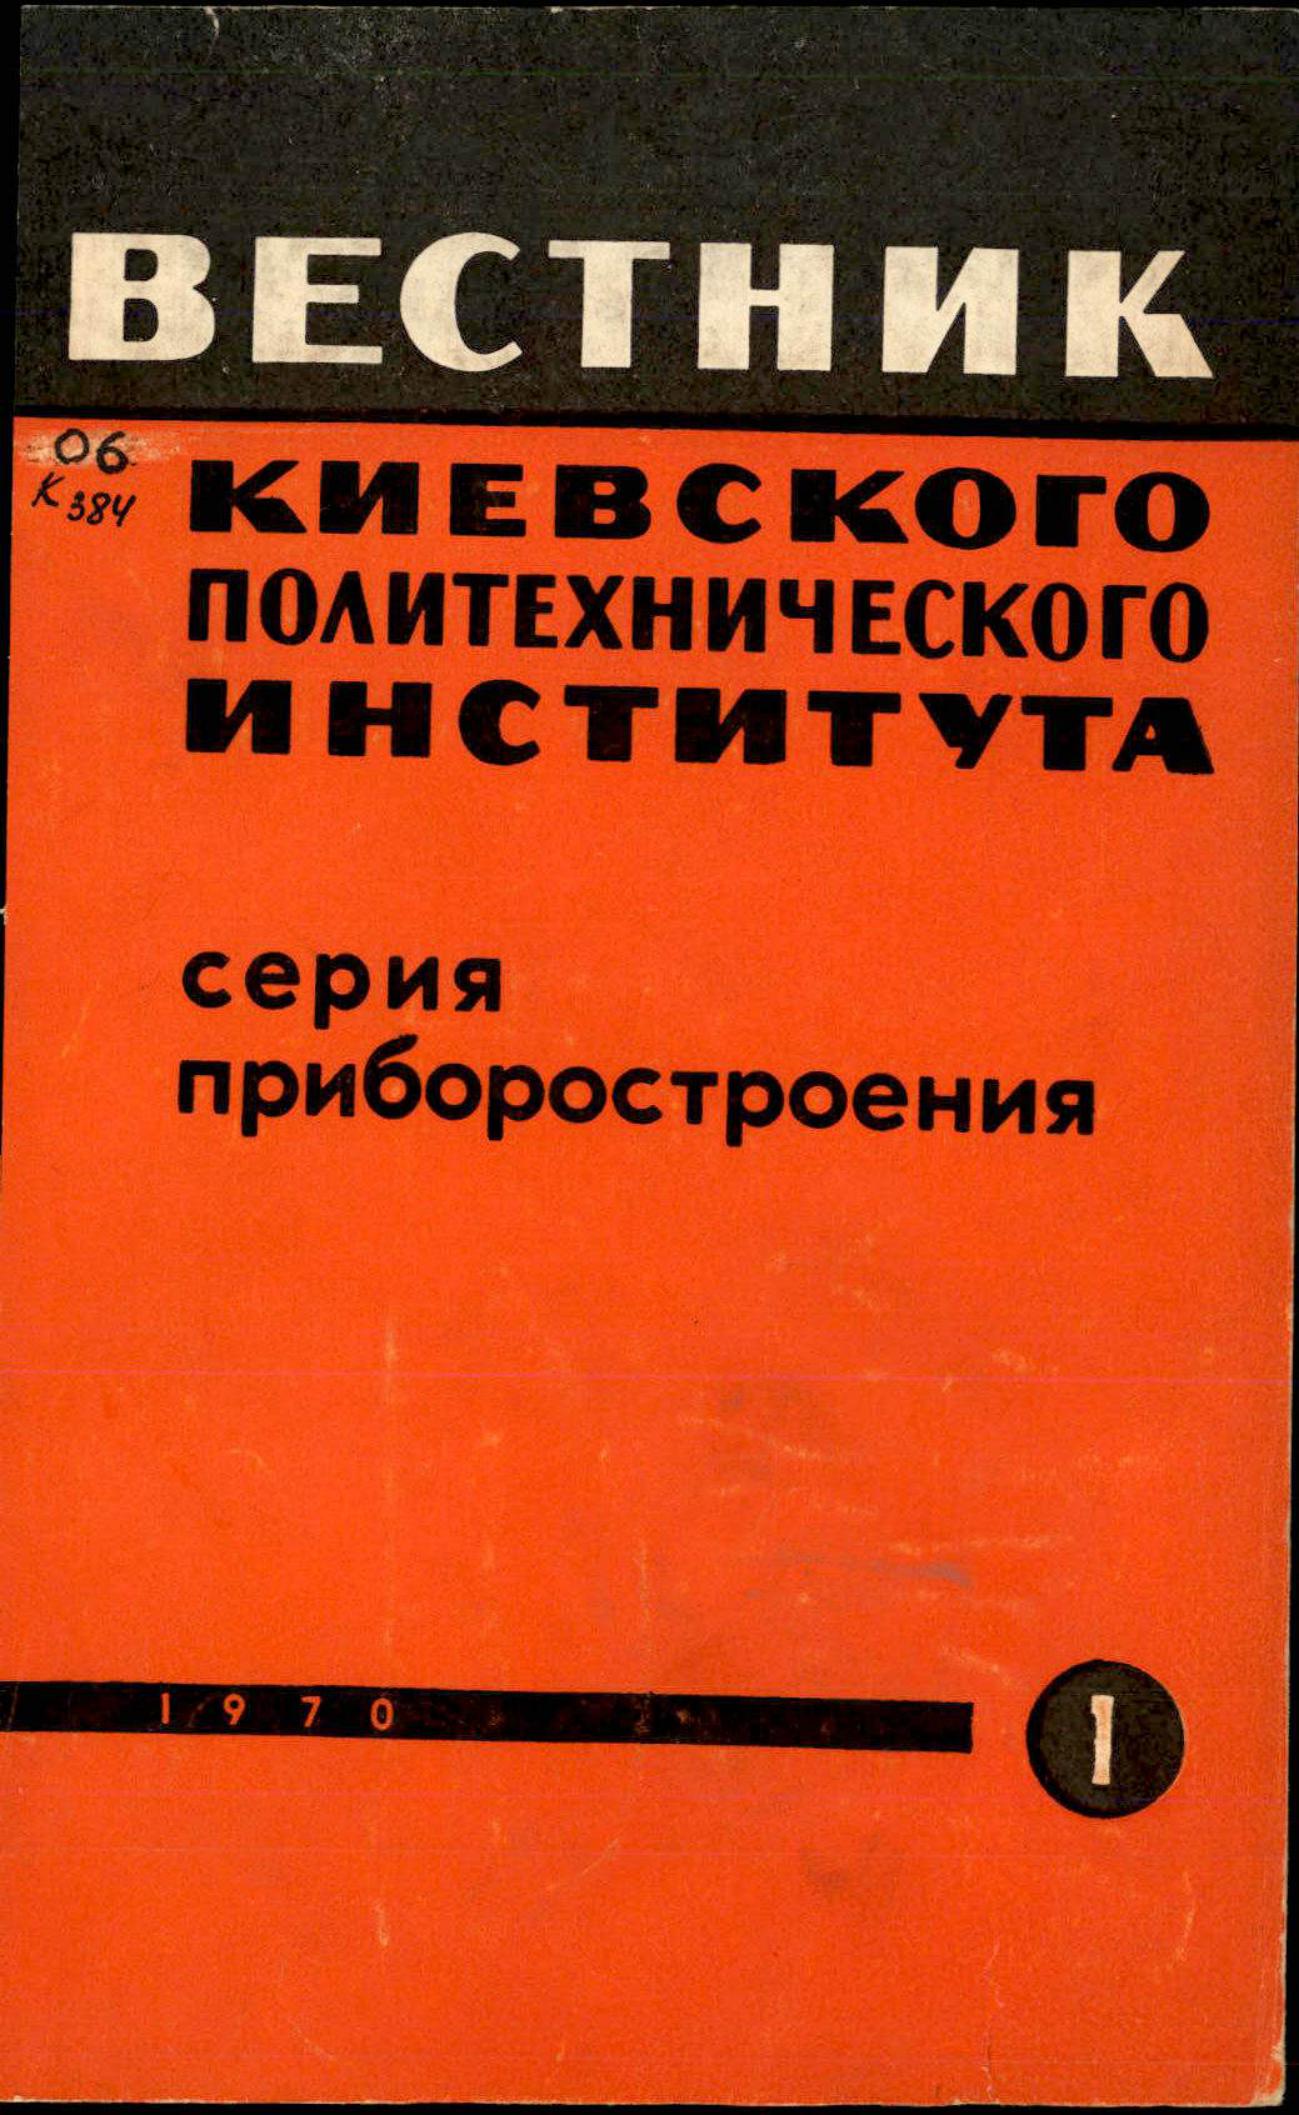 ВЕСТНИК
06
К 384
КИЕВСКОГО
ПОЛИТЕХНИЧЕСКОГО
ИНСТИТУТА
серия
приборостроения
1970
1